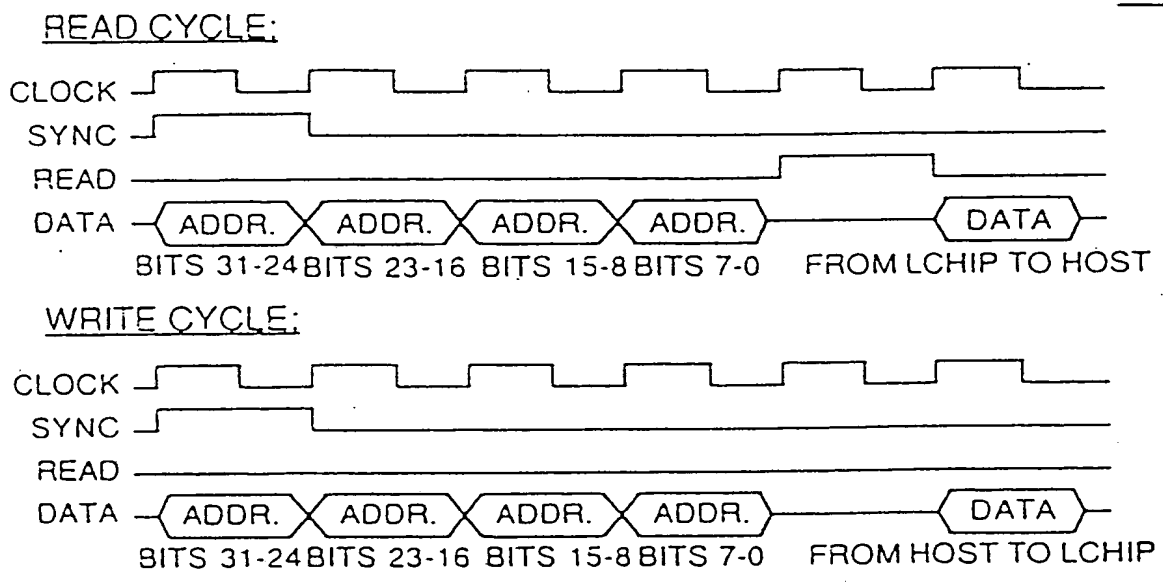 READ CYCLE:
CLOCK
SYNC
READ
DATA ADDR. ADDR. ADDR. ADDR. DATA
BITS 31-24 BITS 23-16 BITS 15-8 BITS 7-0 FROM LCHIP TO HOST
WRITE CYCLE:
CLOCK
SYNC
READ
DATA ADDR. ADDR. ADDR. ADDR. DATA
BITS 31-24 BITS 23-16 BITS 15-8 BITS 7-0 FROM HOST TO LCHIP